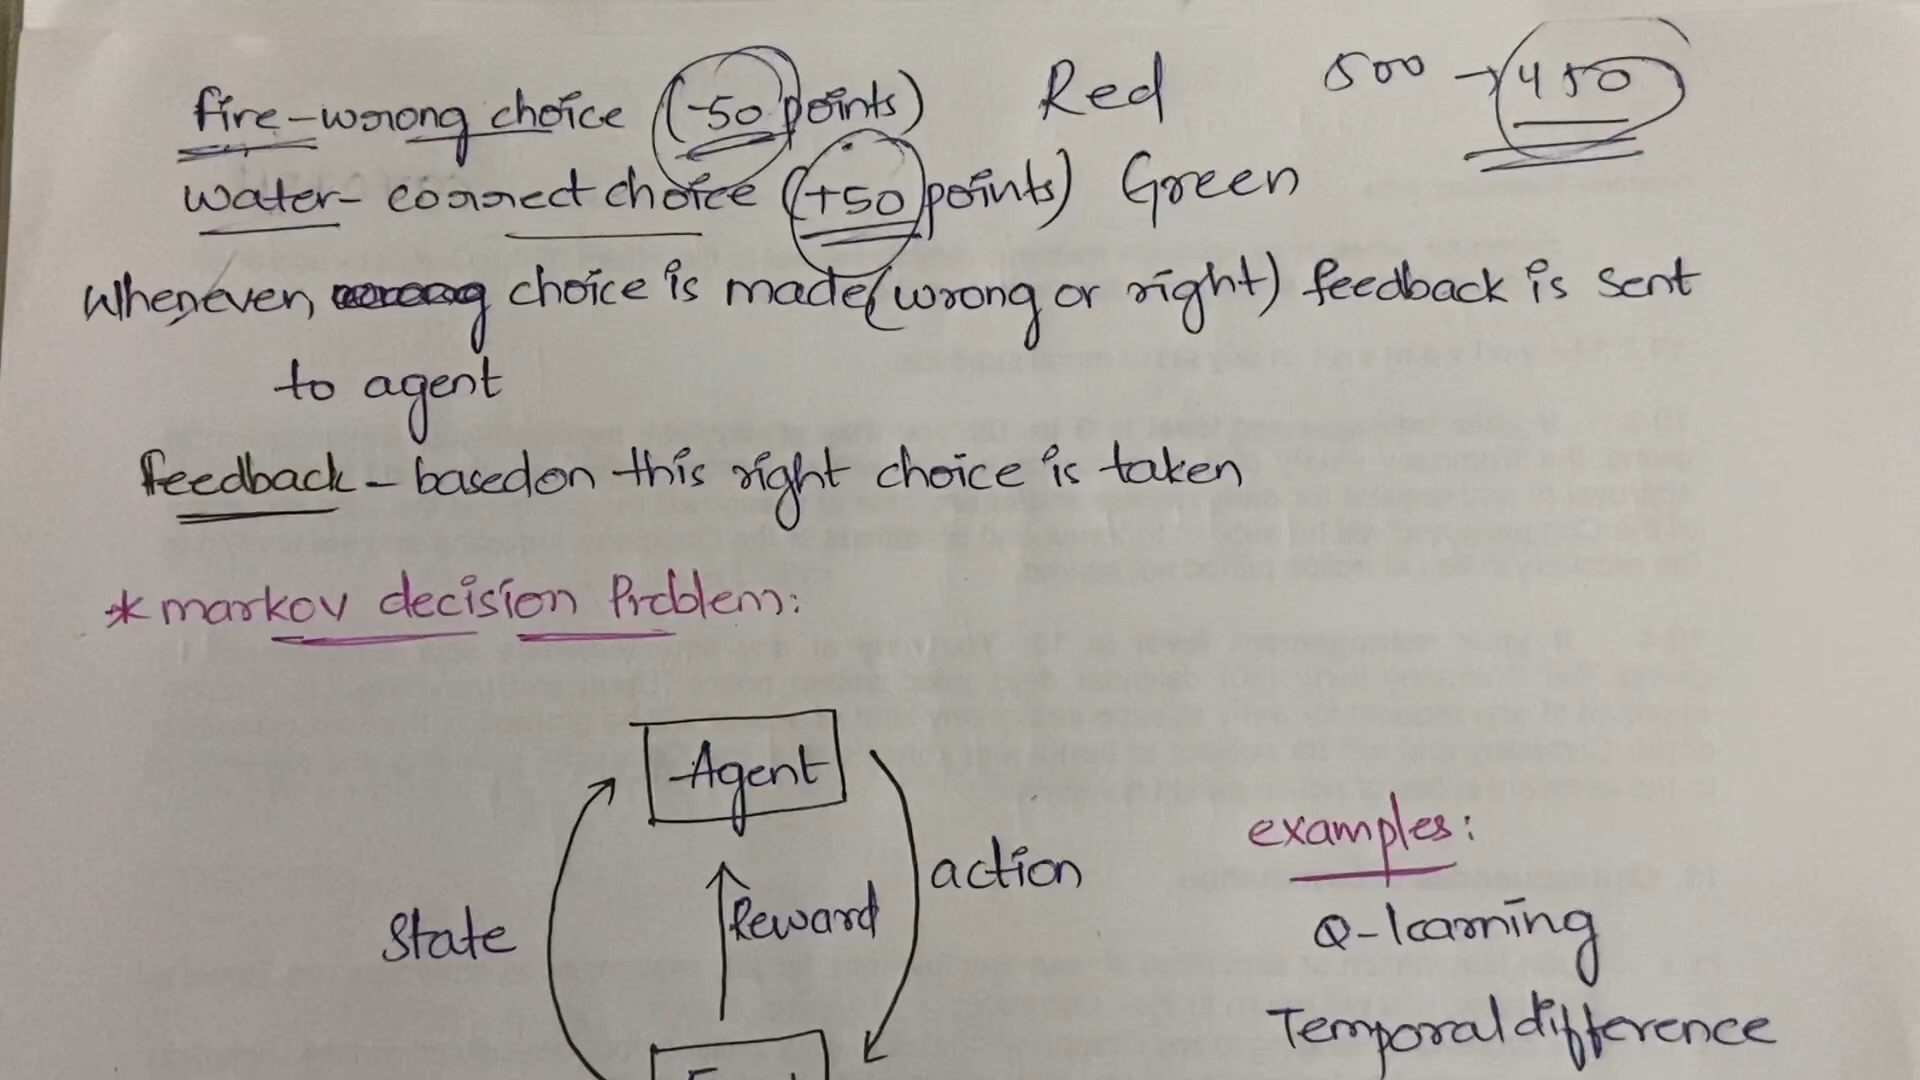 fire-wrong choice (-50 points) Red 500 → 450
water- correct choice (+50 points) Green
Whenever, choice is made (wrong or right) feedback is sent
to agent
feedback - based on this right choice is taken
* markov decision Problem:
Agent
examples:
action
Reward
State
Q-learning
Temporal difference